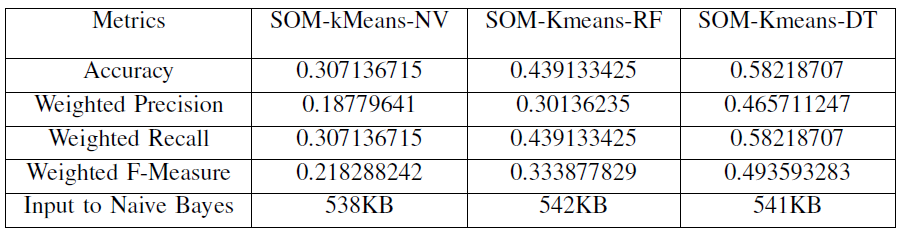 Metrics SOM-kMeans-NV SOM-Kmeans-RF SOM-Kmeans-DT
Accuracy 0.307136715 0.439133425 0.58218707
Weighted Precision 0.18779641 0.30136235 0.465711247
Weighted Recall 0.307136715 0.439133425 0.58218707
Weighted F-Measure 0.218288242 0.333877829 0.493593283
Input to Naive Bayes 538KB 542KB 541KB